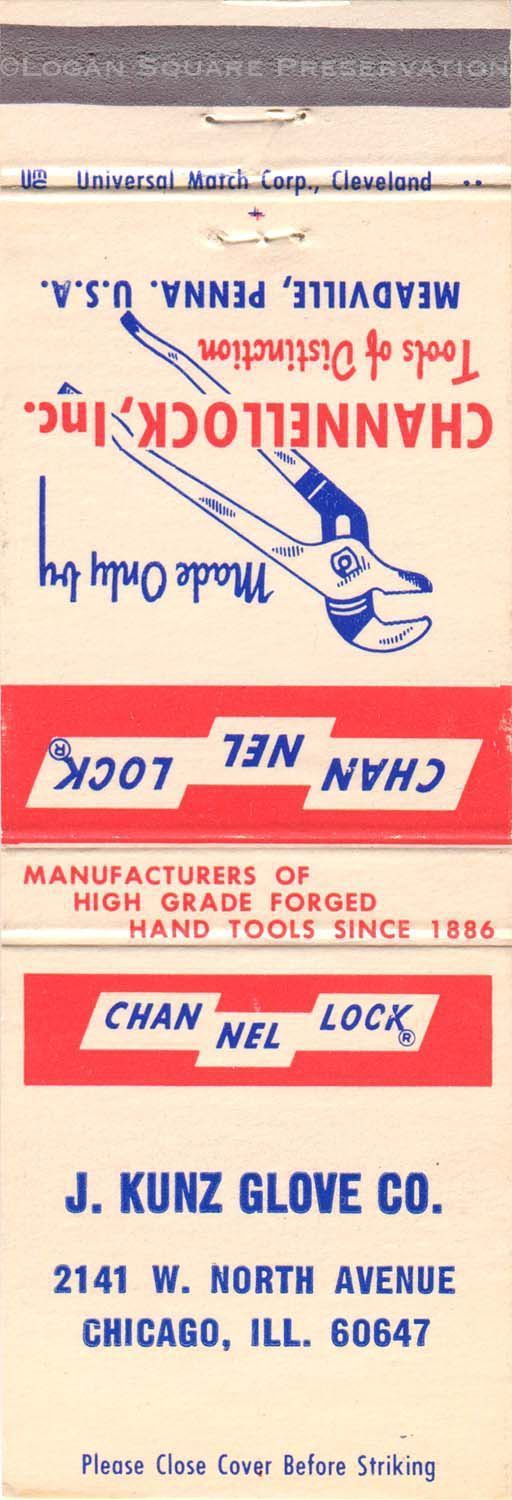 ©LOGAN SQUARE PRESERVATION
Universal Match Corp., Cleveland
Made Only by
CHANNELLOCK, Inc.
Tools of Distinction
MEADVILLE, PENNA. U.S.A.
CHAN NEL LOCK®
MANUFACTURERS OF
HIGH GRADE FORGED
HAND TOOLS SINCE 1886
CHAN NEL LOCK®
J. KUNZ GLOVE CO.
2141 W. NORTH AVENUE
CHICAGO, ILL. 60647
Please Close Cover Before Striking